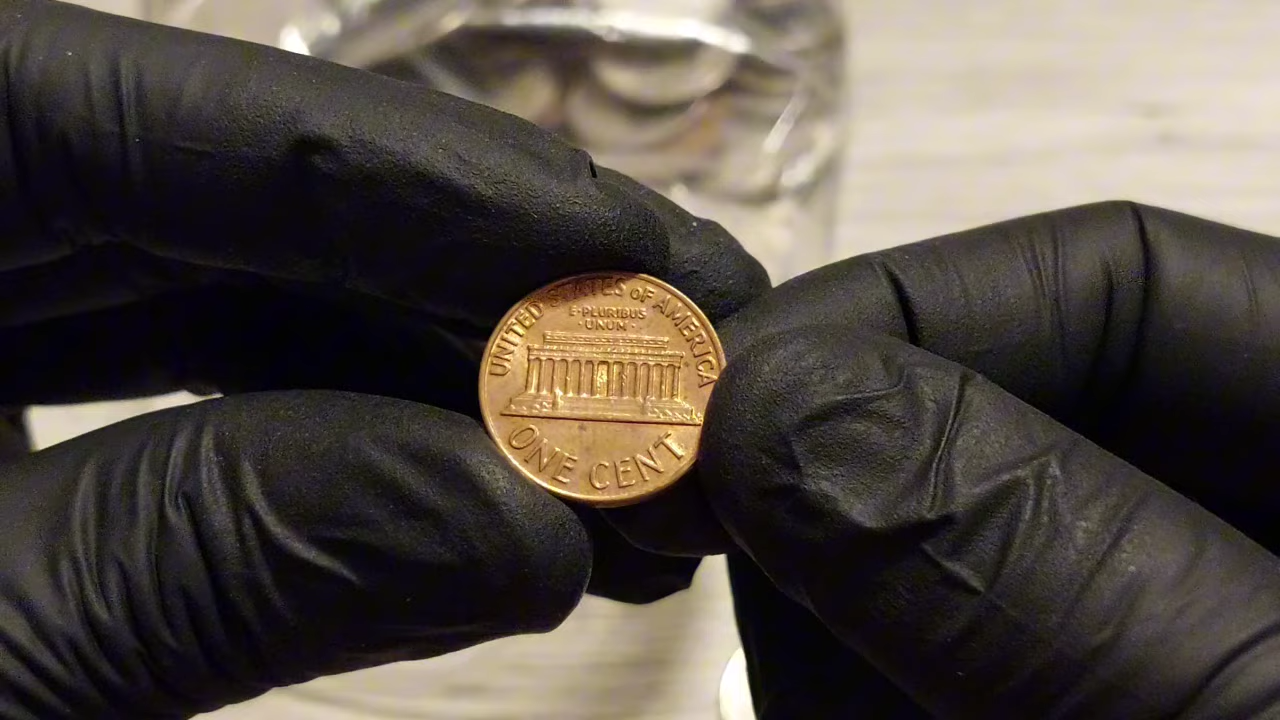 UNITED STATES OF AMERICA
E·PLURIBUS
·UNUM·
ONE CENT